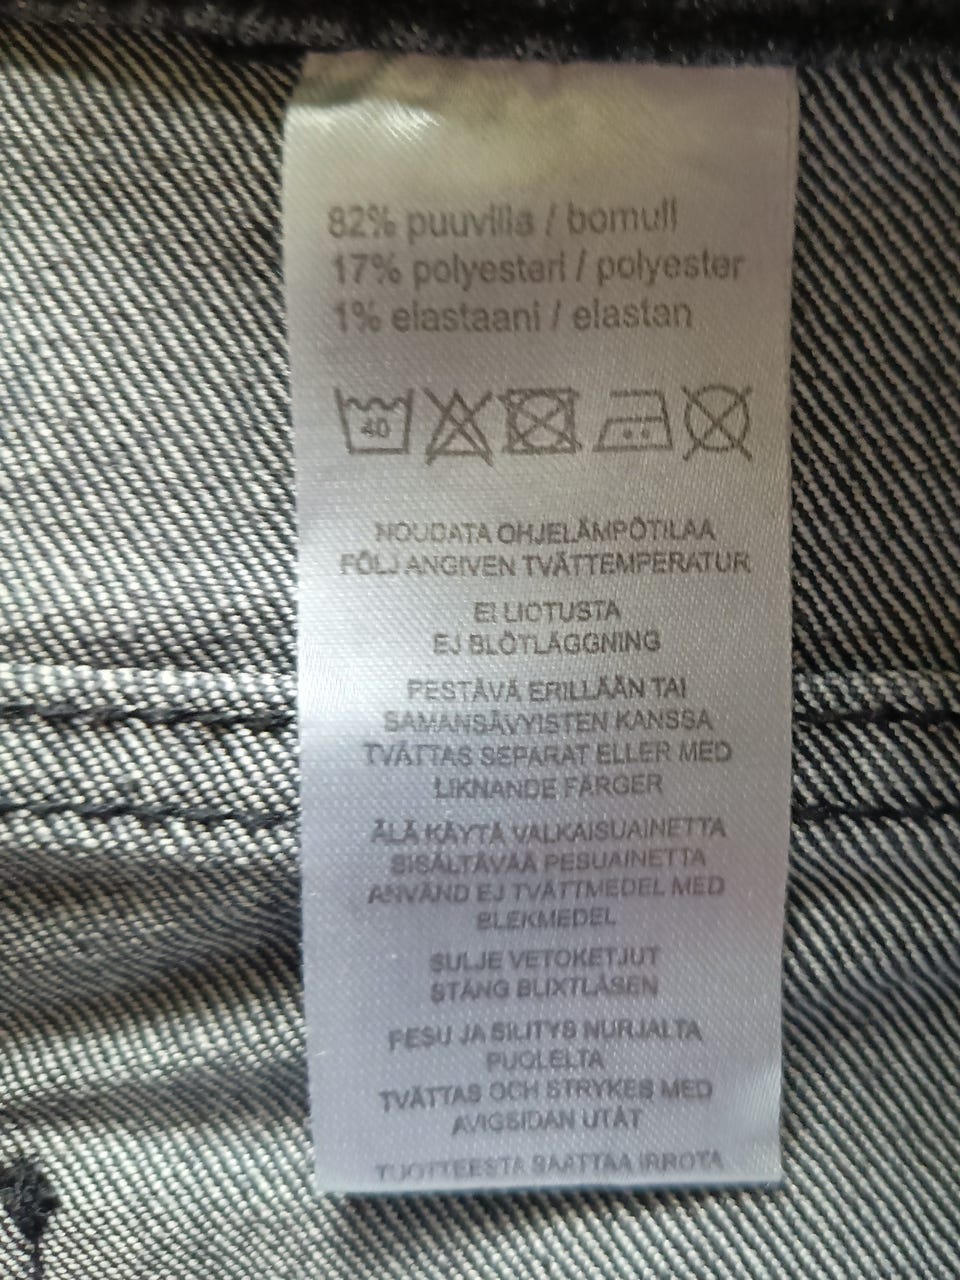 82% puuvilla / bomull
17% polyesteri / polyester
1% elastaani / elastan
40
NOUDATA OHJELÄMPÖTILAA
FÖLJ ANGIVEN TVÄTTEMPERATUR
EI LIOTUSTA
EJ BLÖTLÄGGNING
PESTÄVÄ ERILLÄÄN TAI
SAMANSÄVYISTEN KANSSA
TVÄTTAS SEPARAT ELLER MED
LIKNANDE FÄRGER
ÄLÄ KÄYTÄ VALKAISUAINETTA
SISÄLTÄVÄÄ PESUAINETTA
ANVÄND EJ TVÄTTMEDEL MED
BLEKMEDEL
SULJE VETOKETJUT
STÄNG BLIXTLÅSEN
PESU JA SILITYS NURJALTA
PUOLELTA
TVÄTTAS OCH STRYKES MED
AVIGSIDAN UTÅT
TUOTTEESTA SAATTAA IRROTA